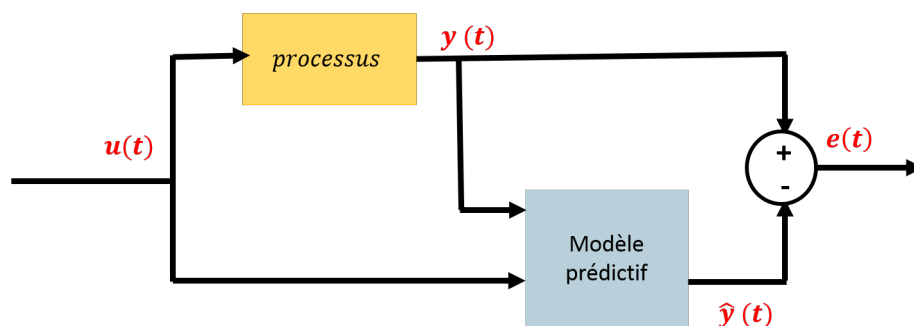 processus
y (t)
u(t)
+
-
e(t)
Modèle
prédictif
ŷ (t)